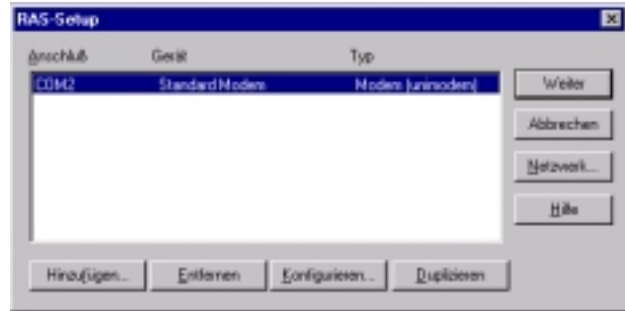 RAS-Setup
Anschluß Gerät Typ
COM2 Standard Modem Modem (unimodem)
Weiter
Abbrechen
Netzwerk...
Hilfe
Hinzufügen... Entfernen Konfigurieren... Duplizieren